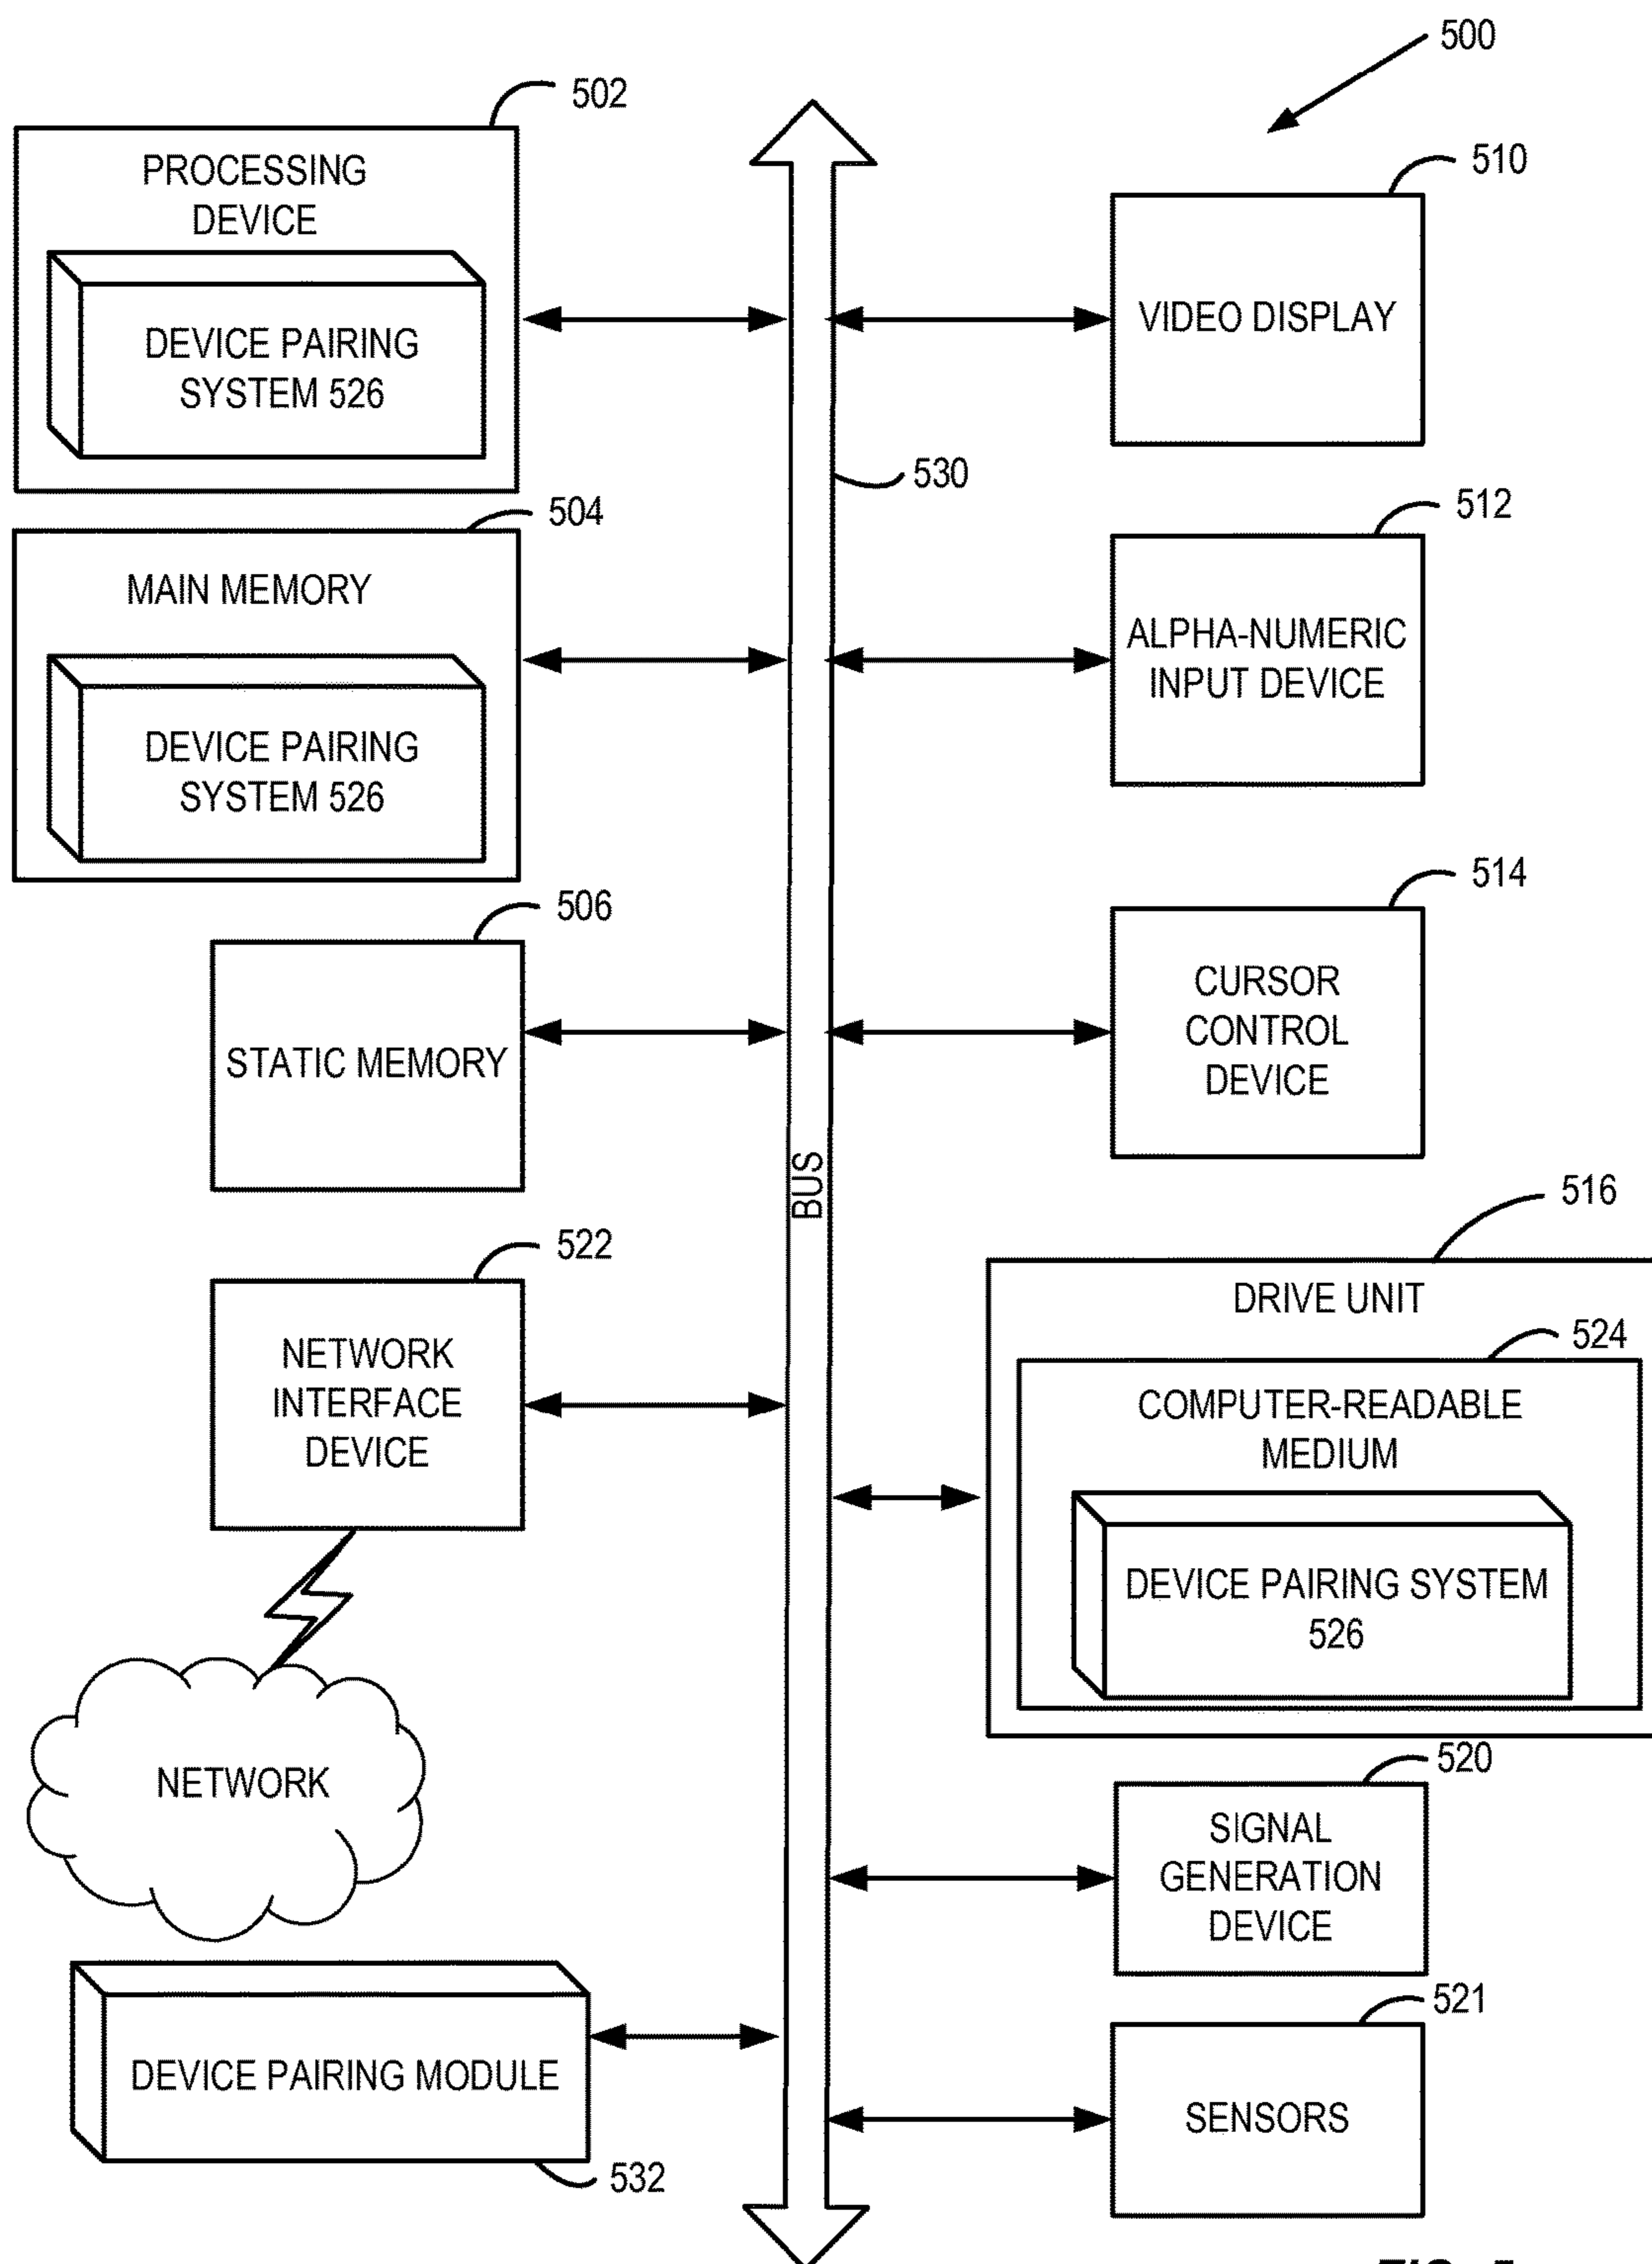 500
502
PROCESSING
DEVICE
DEVICE PAIRING
SYSTEM 526
510
VIDEO DISPLAY
530
504
MAIN MEMORY
DEVICE PAIRING
SYSTEM 526
512
ALPHA-NUMERIC
INPUT DEVICE
506
STATIC MEMORY
514
CURSOR
CONTROL
DEVICE
BUS
522
NETWORK
INTERFACE
DEVICE
516
DRIVE UNIT
524
COMPUTER-READABLE
MEDIUM
DEVICE PAIRING SYSTEM
526
NETWORK
520
SIGNAL
GENERATION
DEVICE
DEVICE PAIRING MODULE
532
521
SENSORS